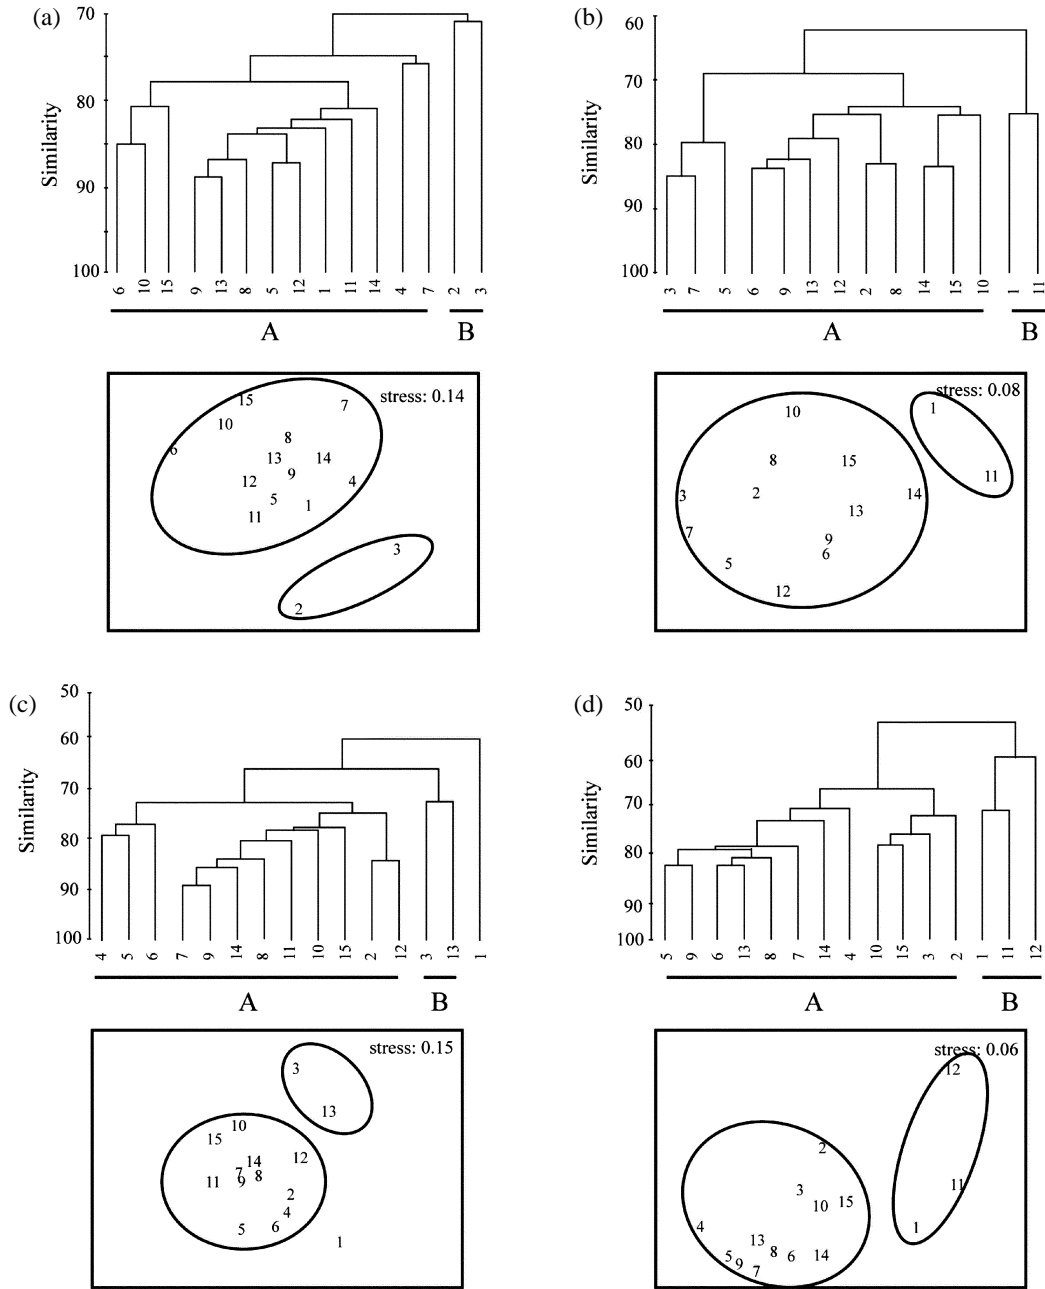 (a)
Similarity
70
80
90
100
6 10 15 9 13 8 5 12 1 11 14 4 7 2 3
A B
stress: 0.14
15
7
10
8
6
13 14
9
12 4
5
1
11
3
2
(b)
Similarity
60
70
80
90
100
3 7 5 6 9 13 12 2 8 14 15 10 1 11
A B
stress: 0.08
1
10
8 15
11
3 2 14
13
7
9
6
5
12
(c)
Similarity
50
60
70
80
90
100
4 5 6 7 9 14 8 11 10 15 2 12 3 13 1
A B
stress: 0.15
3
13
10
15
14 12
7 8
11 9
2
4
5 6
1
(d)
Similarity
50
60
70
80
90
100
5 9 6 13 8 7 14 4 10 15 3 2 1 11 12
A B
stress: 0.06
12
2
11
3
10 15
4 1
13
8
5 6 14
9
7